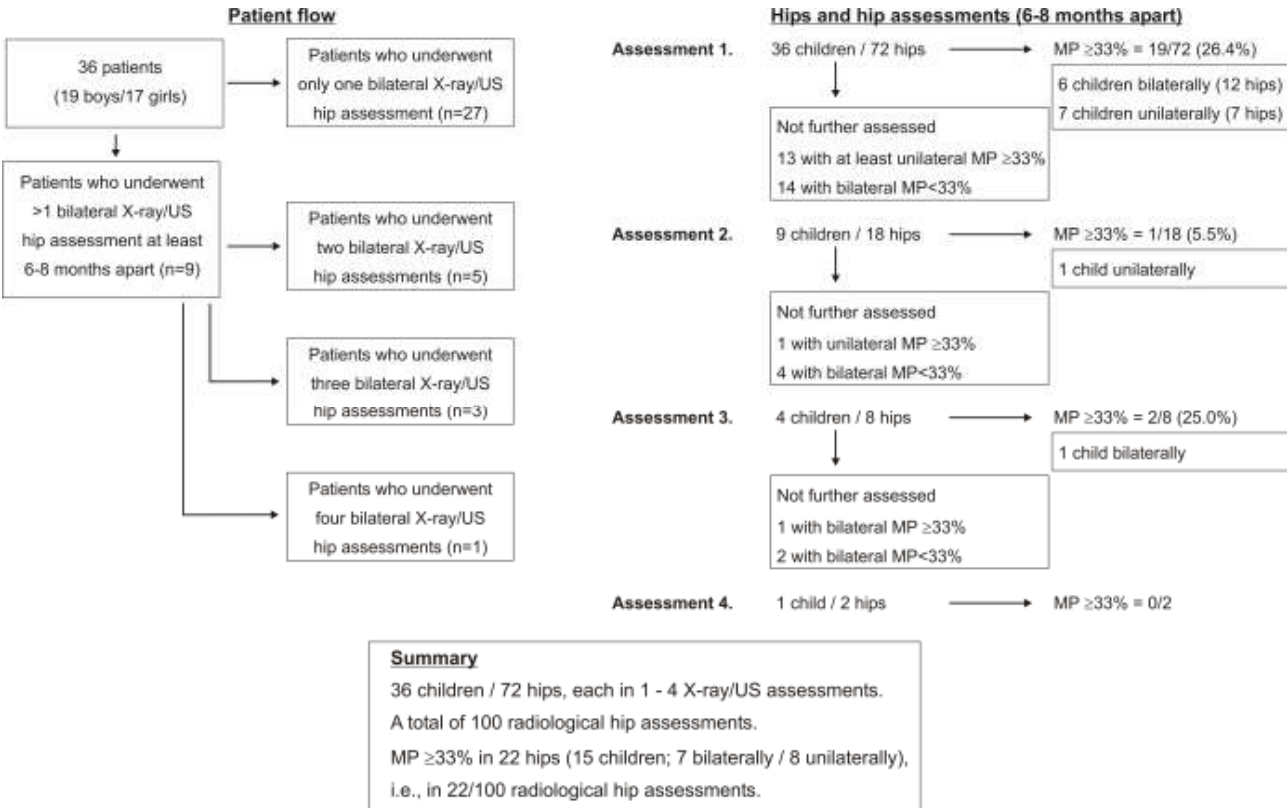 Patient flow
36 patients
(19 boys/17 girls)
Patients who underwent
only one bilateral X-ray/US
hip assessment (n=27)
Patients who underwent
>1 bilateral X-ray/US
hip assessment at least
6-8 months apart (n=9)
Patients who underwent
two bilateral X-ray/US
hip assessments (n=5)
Patients who underwent
three bilateral X-ray/US
hip assessments (n=3)
Patients who underwent
four bilateral X-ray/US
hip assessments (n=1)
Hips and hip assessments (6-8 months apart)
Assessment 1. 36 children / 72 hips MP ≥33% = 19/72 (26.4%)
6 children bilaterally (12 hips)
7 children unilaterally (7 hips)
Not further assessed
13 with at least unilateral MP ≥33%
14 with bilateral MP<33%
Assessment 2. 9 children / 18 hips MP ≥33% = 1/18 (5.5%)
1 child unilaterally
Not further assessed
1 with unilateral MP ≥33%
4 with bilateral MP<33%
Assessment 3. 4 children / 8 hips MP ≥33% = 2/8 (25.0%)
1 child bilaterally
Not further assessed
1 with bilateral MP ≥33%
2 with bilateral MP<33%
Assessment 4. 1 child / 2 hips MP ≥33% = 0/2
Summary
36 children / 72 hips, each in 1 - 4 X-ray/US assessments.
A total of 100 radiological hip assessments.
MP ≥33% in 22 hips (15 children; 7 bilaterally / 8 unilaterally),
i.e., in 22/100 radiological hip assessments.